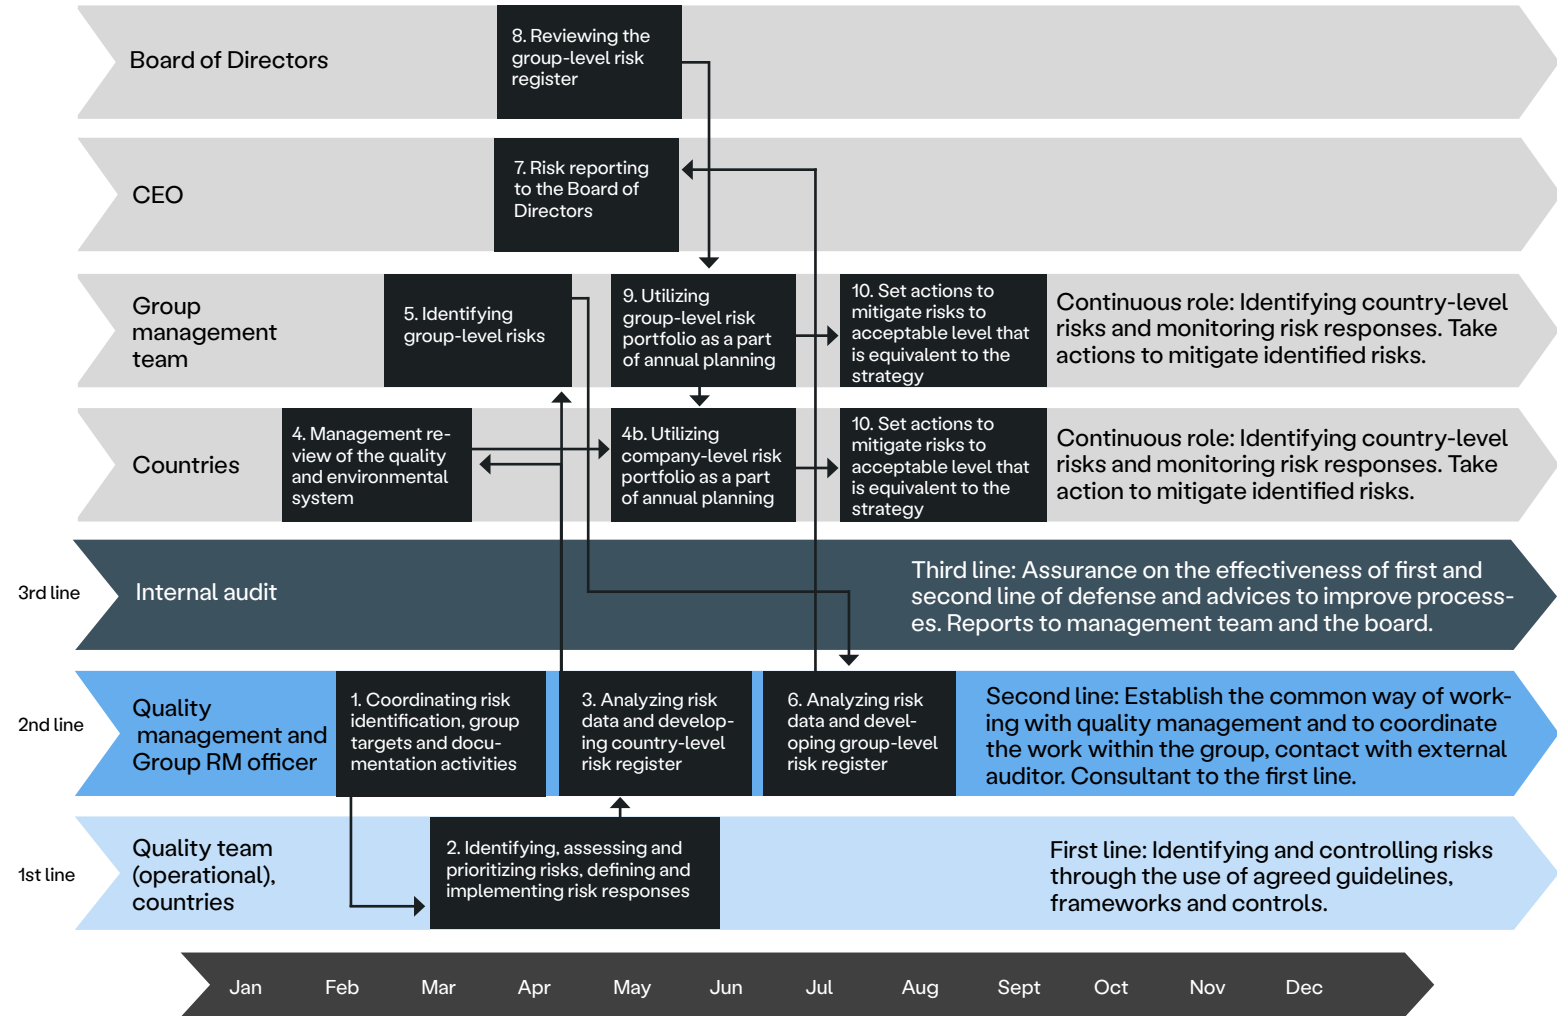 Board of Directors
8. Reviewing the
group-level risk
register
CEO
7. Risk reporting
to the Board of
Directors
Group
management
team
5. Identifying
group-level risks
9. Utilizing
group-level risk
portfolio as a part
of annual planning
10. Set actions to
mitigate risks to
acceptable level that
is equivalent to the
strategy
Continuous role: Identifying country-level
risks and monitoring risk responses. Take
actions to mitigate identified risks.
Countries
4. Management re-
view of the quality
and environmental
system
4b. Utilizing
company-level risk
portfolio as a part
of annual planning
10. Set actions to
mitigate risks to
acceptable level that
is equivalent to the
strategy
Continuous role: Identifying country-level
risks and monitoring risk responses. Take
action to mitigate identified risks.
3rd line
Internal audit
Third line: Assurance on the effectiveness of first and
second line of defense and advices to improve process-
es. Reports to management team and the board.
2nd line
Quality
management and
Group RM officer
1. Coordinating risk
identification, group
targets and docu-
mentation activities
3. Analyzing risk
data and develop-
ing country-level
risk register
6. Analyzing risk
data and devel-
oping group-level
risk register
Second line: Establish the common way of work-
ing with quality management and to coordinate
the work within the group, contact with external
auditor. Consultant to the first line.
1st line
Quality team
(operational),
countries
2. Identifying, assessing and
prioritizing risks, defining and
implementing risk responses
First line: Identifying and controlling risks
through the use of agreed guidelines,
frameworks and controls.
Jan Feb Mar Apr May Jun Jul Aug Sept Oct Nov Dec